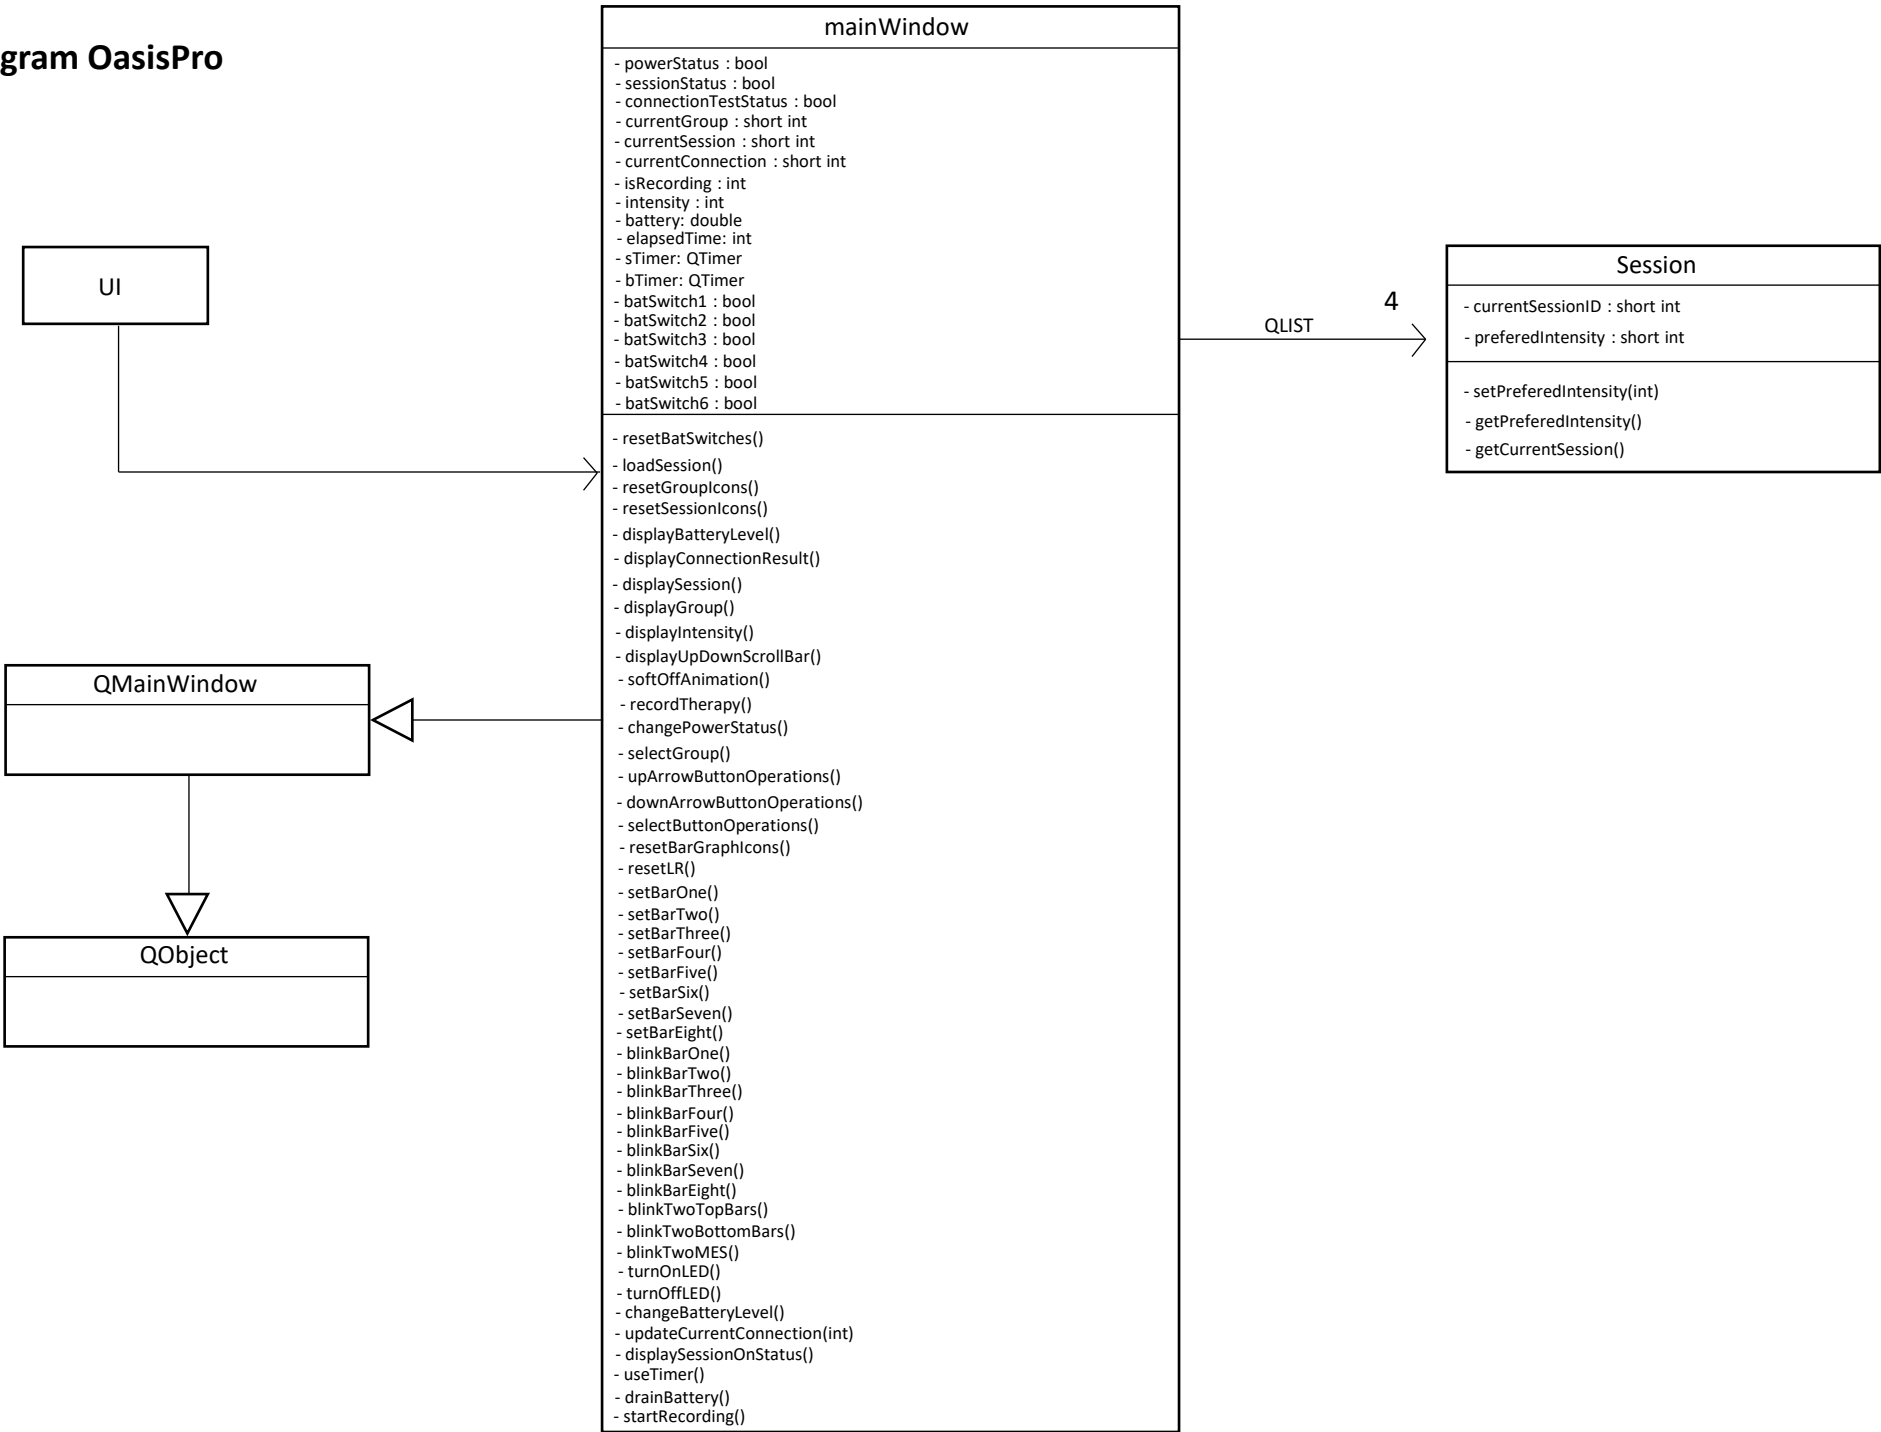 gram OasisPro
mainWindow
- powerStatus : bool
- sessionStatus : bool
- connectionTestStatus : bool
- currentGroup : short int
- currentSession : short int
- currentConnection : short int
- isRecording : int
- intensity : int
- battery: double
- elapsedTime: int
- sTimer: QTimer
- bTimer: QTimer
- batSwitch1 : bool
- batSwitch2 : bool
- batSwitch3 : bool
- batSwitch4 : bool
- batSwitch5 : bool
- batSwitch6 : bool
- resetBatSwitches()
- loadSession()
- resetGroupIcons()
- resetSessionIcons()
- displayBatteryLevel()
- displayConnectionResult()
- displaySession()
- displayGroup()
- displayIntensity()
- displayUpDownScrollBar()
- softOffAnimation()
- recordTherapy()
- changePowerStatus()
- selectGroup()
- upArrowButtonOperations()
- downArrowButtonOperations()
- selectButtonOperations()
- resetBarGraphIcons()
- resetLR()
- setBarOne()
- setBarTwo()
- setBarThree()
- setBarFour()
- setBarFive()
- setBarSix()
- setBarSeven()
- setBarEight()
- blinkBarOne()
- blinkBarTwo()
- blinkBarThree()
- blinkBarFour()
- blinkBarFive()
- blinkBarSix()
- blinkBarSeven()
- blinkBarEight()
- blinkTwoTopBars()
- blinkTwoBottomBars()
- blinkTwoMES()
- turnOnLED()
- turnOffLED()
- changeBatteryLevel()
- updateCurrentConnection(int)
- displaySessionOnStatus()
- useTimer()
- drainBattery()
- startRecording()
UI
QMainWindow
QObject
QLIST
4
Session
- currentSessionID : short int
- preferedIntensity : short int
- setPreferedIntensity(int)
- getPreferedIntensity()
- getCurrentSession()